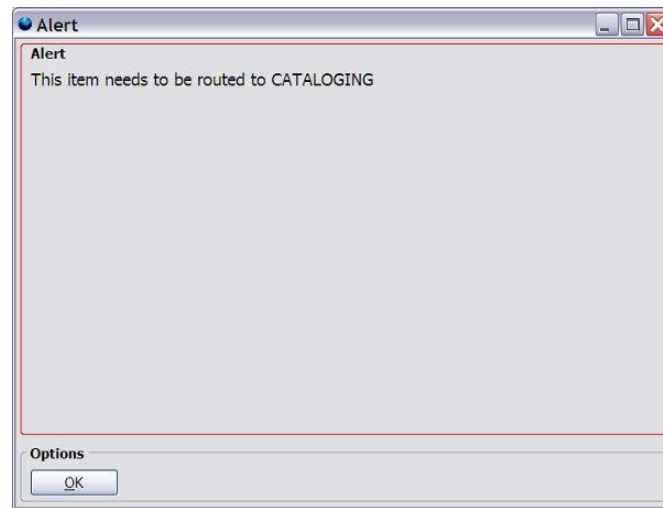 Alert
Alert
This item needs to be routed to CATALOGING
Options
OK